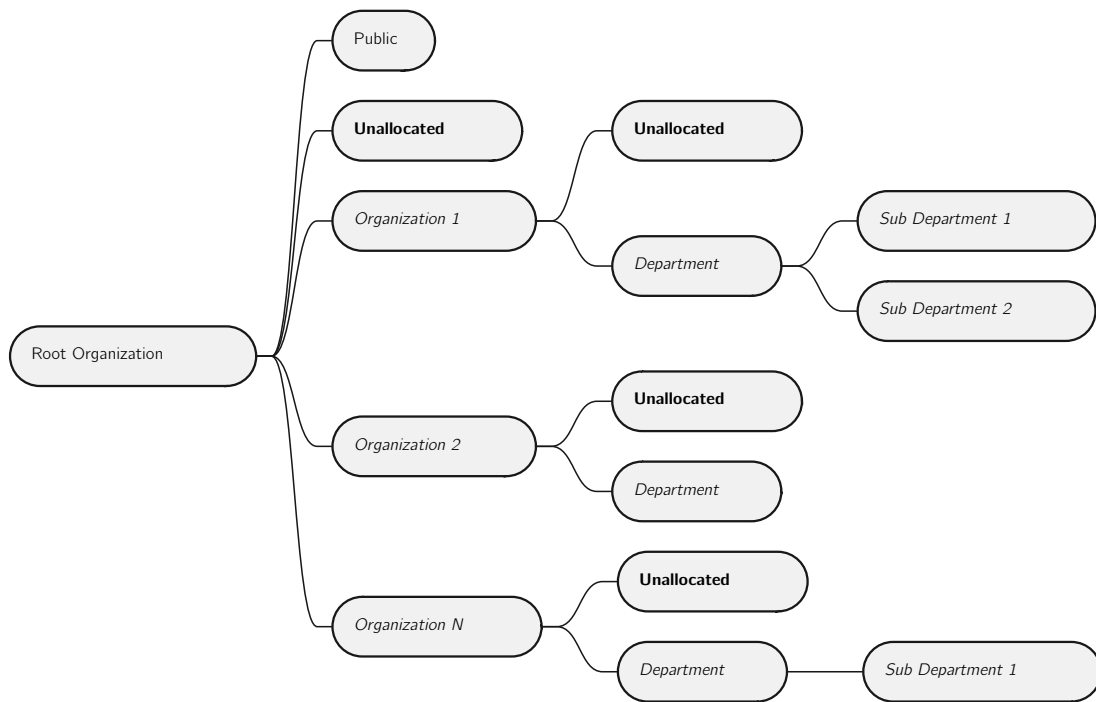 Public
Unallocated
Unallocated
Organization 1
Sub Department 1
Department
Sub Department 2
Root Organization
Unallocated
Organization 2
Department
Unallocated
Organization N
Department
Sub Department 1